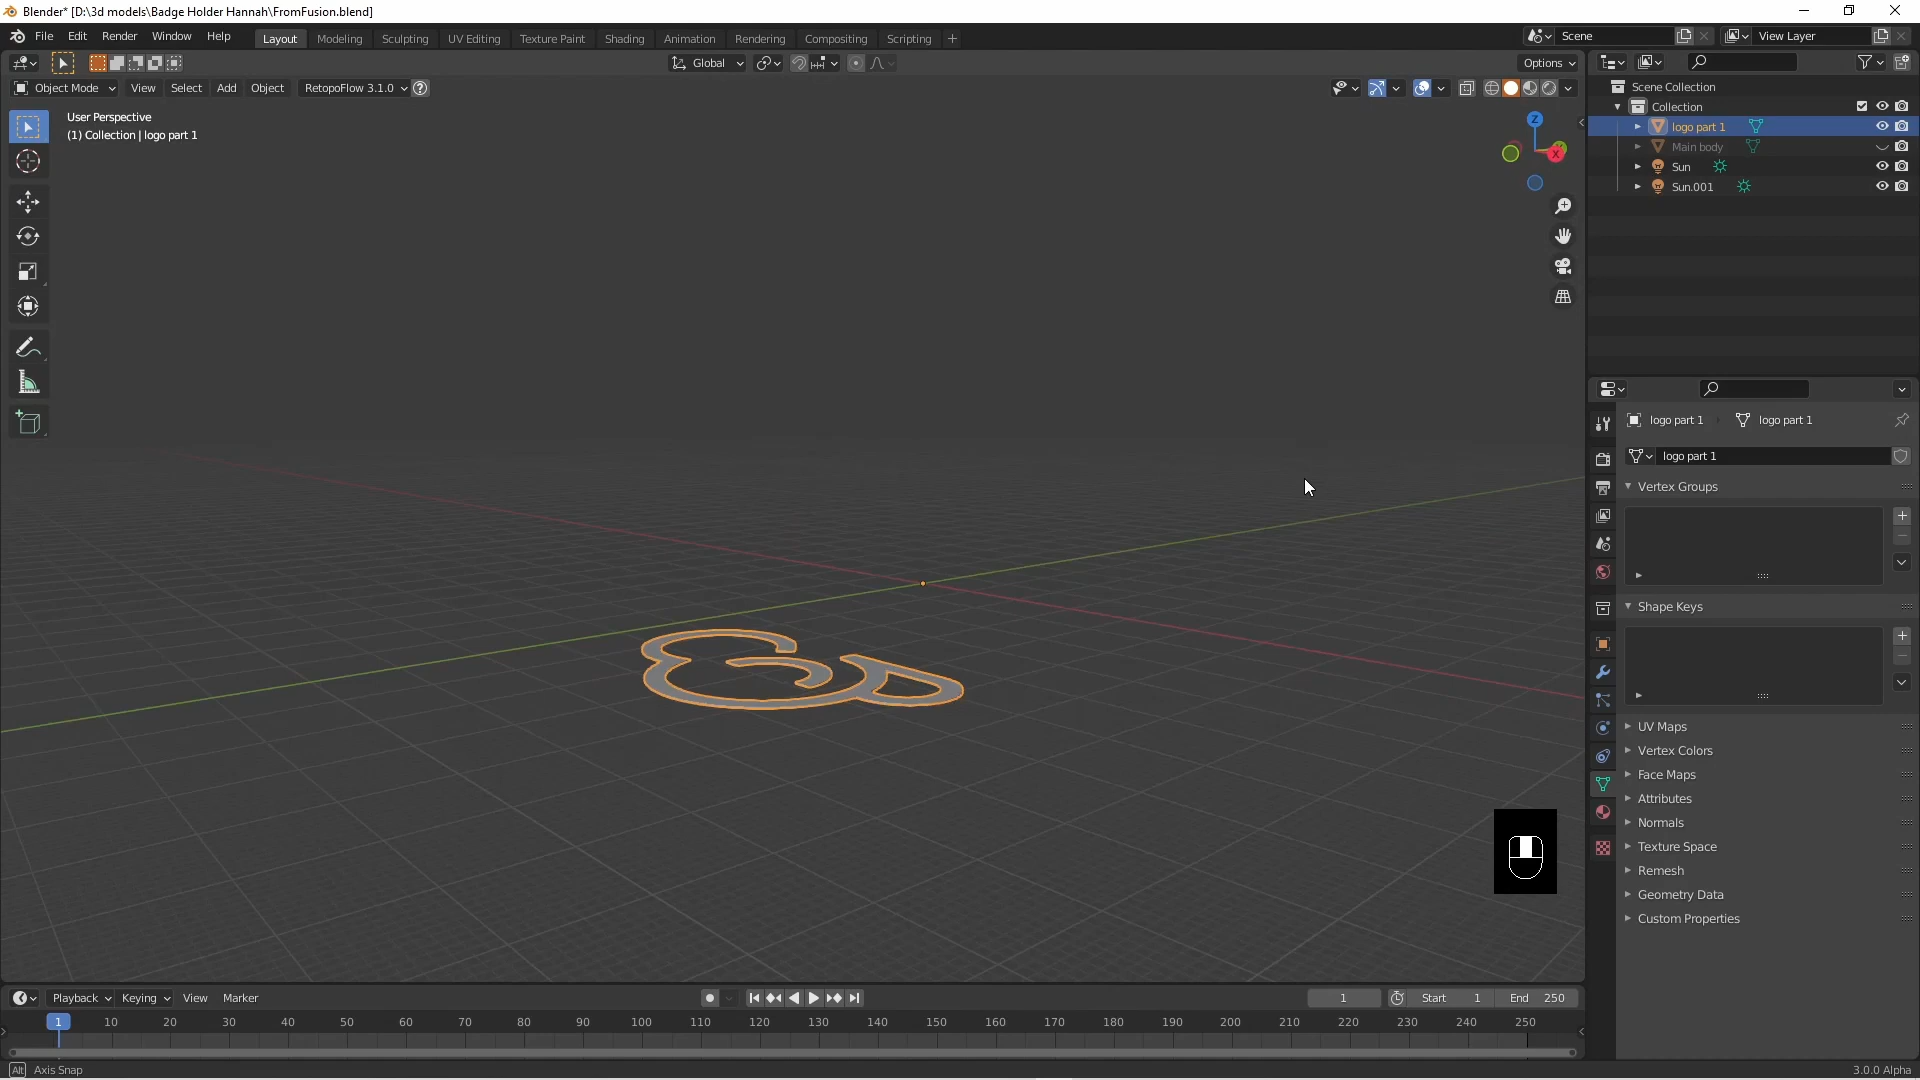 Blender* [D:\3d models\Badge Holder Hannah\FromFusion.blend]
File Edit Render Window Help
Layout Modeling Sculpting UV Editing Texture Paint Shading Animation Rendering Compositing Scripting +
Scene
View Layer
Global
Options
Object Mode View Select Add Object RetopoFlow 3.1.0 ?
User Perspective
(1) Collection | logo part 1
Z
X
Scene Collection
Collection
logo part 1
Main body
Sun
Sun.001
logo part 1 logo part 1
logo part 1
Vertex Groups
Shape Keys
UV Maps
Vertex Colors
Face Maps
Attributes
Normals
Texture Space
Remesh
Geometry Data
Custom Properties
Playback Keying View Marker
1 Start 1 End 250
1 10 20 30 40 50 60 70 80 90 100 110 120 130 140 150 160 170 180 190 200 210 220 230 240 250
Alt Axis Snap
3.0.0 Alpha